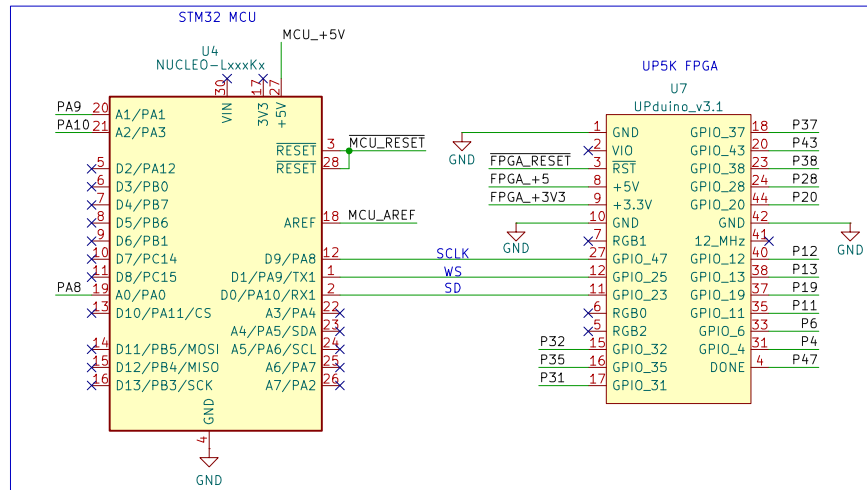 STM32 MCU
MCU_+5V
U4
NUCLEO-LxxxKx
30 17 27
VIN 3V3 +5V
PA9 20 A1/PA1
PA10 21 A2/PA3
RESET 3 MCU_RESET
RESET 28
5 D2/PA12
6 D3/PB0
7 D4/PB7
8 D5/PB6
AREF 18 MCU_AREF
9 D6/PB1
10 D7/PC14
D9/PA8 12 SCLK
11 D8/PC15
D1/PA9/TX1 1 WS
PA8 19 A0/PA0
D0/PA10/RX1 2 SD
13 D10/PA11/CS
A3/PA4 22
A4/PA5/SDA 23
14 D11/PB5/MOSI
A5/PA6/SCL 24
15 D12/PB4/MISO
A6/PA7 25
16 D13/PB3/SCK
A7/PA2 26
GND
4
GND
UP5K FPGA
U7
UPduino_v3.1
1 GND GPIO_37 18 P37
GND
2 VIO GPIO_43 20 P43
FPGA_RESET 3 RST GPIO_38 23 P38
FPGA_+5 8 +5V GPIO_28 24 P28
FPGA_+3V3 9 +3.3V GPIO_20 44 P20
10 GND GND 42
GND
GND
7 RGB1 12_MHz 41
27 GPIO_47 GPIO_12 40 P12
12 GPIO_25 GPIO_13 38 P13
11 GPIO_23 GPIO_19 37 P19
6 RGB0 GPIO_11 35 P11
5 RGB2 GPIO_6 33 P6
P32 15 GPIO_32 GPIO_4 31 P4
P35 16 GPIO_35 DONE 4 P47
P31 17 GPIO_31